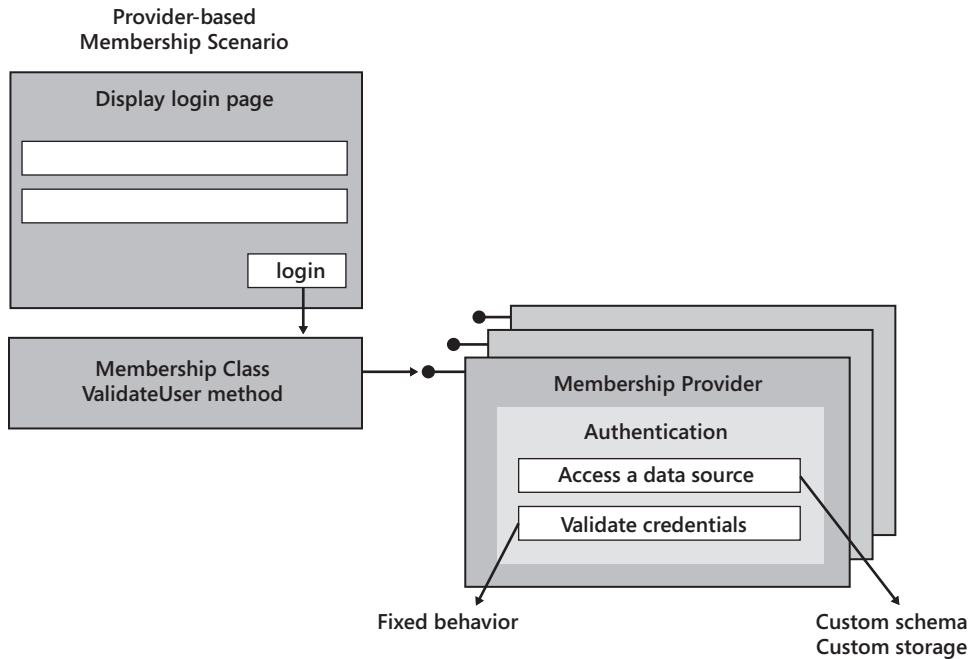 Provider-based
Membership Scenario
Display login page
login
Membership Class
ValidateUser method
Membership Provider
Authentication
Access a data source
Validate credentials
Fixed behavior
Custom schema
Custom storage